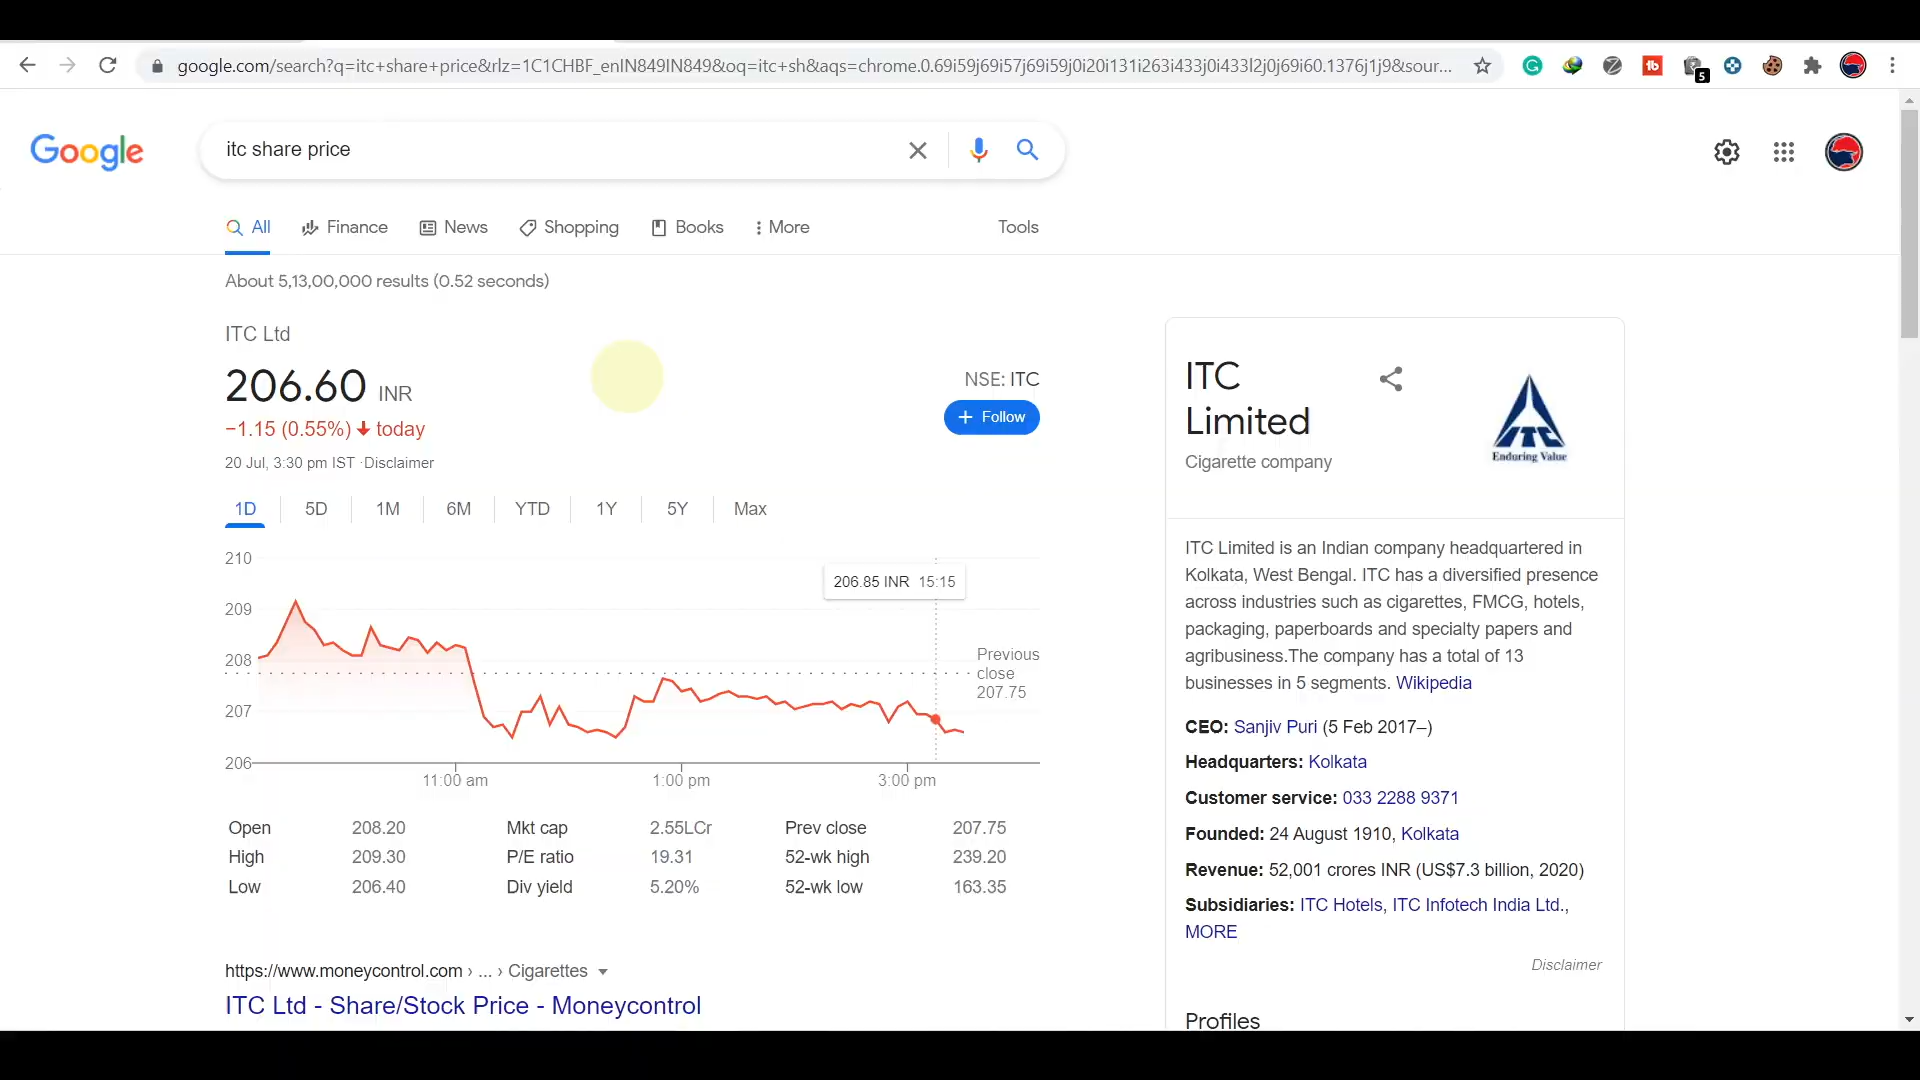 google.com/search?q=itc+share+price&rlz=1C1CHBF_enIN849IN849&oq=itc+sh&aqs=chrome.0.69i59j69i57j69i59j0i20i131i263i433j0i433l2j0j69i60.1376j1j9&sour...
tb
5
Google
itc share price
All
Finance
News
Shopping
Books
More
Tools
About 5,13,00,000 results (0.52 seconds)
ITC Ltd
206.60 INR
−1.15 (0.55%) today
20 Jul, 3:30 pm IST · Disclaimer
NSE: ITC
+ Follow
1D
5D
1M
6M
YTD
1Y
5Y
Max
210
209
208
207
206
206.85 INR 15:15
Previous
close
207.75
11:00 am
1:00 pm
3:00 pm
Open 208.20 Mkt cap 2.55LCr Prev close 207.75
High 209.30 P/E ratio 19.31 52-wk high 239.20
Low 206.40 Div yield 5.20% 52-wk low 163.35
https://www.moneycontrol.com › ... › Cigarettes
ITC Ltd - Share/Stock Price - Moneycontrol
ITC
Limited
Cigarette company
ITC
Enduring Value
ITC Limited is an Indian company headquartered in
Kolkata, West Bengal. ITC has a diversified presence
across industries such as cigarettes, FMCG, hotels,
packaging, paperboards and specialty papers and
agribusiness.The company has a total of 13
businesses in 5 segments. Wikipedia
CEO: Sanjiv Puri (5 Feb 2017–)
Headquarters: Kolkata
Customer service: 033 2288 9371
Founded: 24 August 1910, Kolkata
Revenue: 52,001 crores INR (US$7.3 billion, 2020)
Subsidiaries: ITC Hotels, ITC Infotech India Ltd.,
MORE
Disclaimer
Profiles